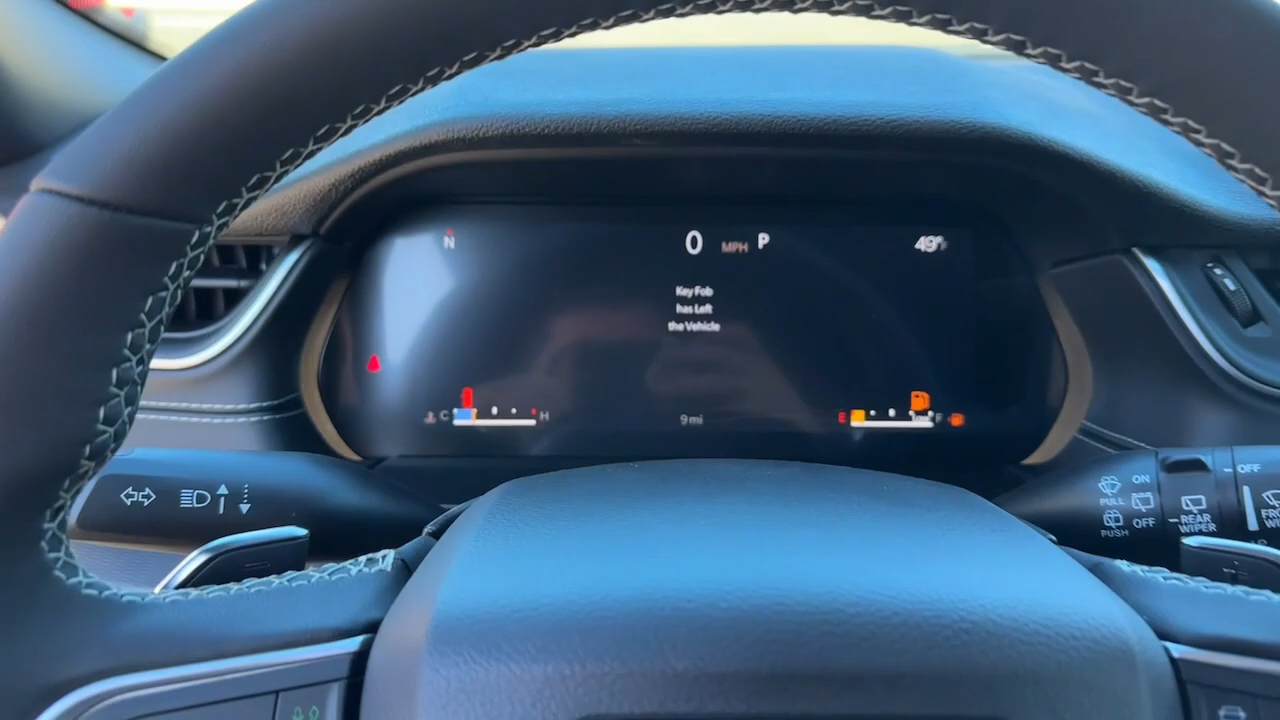 N
0 MPH P
49°F
Key Fob
has Left
the Vehicle
C
H
9 mi
E
F
ON
PULL
OFF
PUSH
REAR
WIPER
OFF